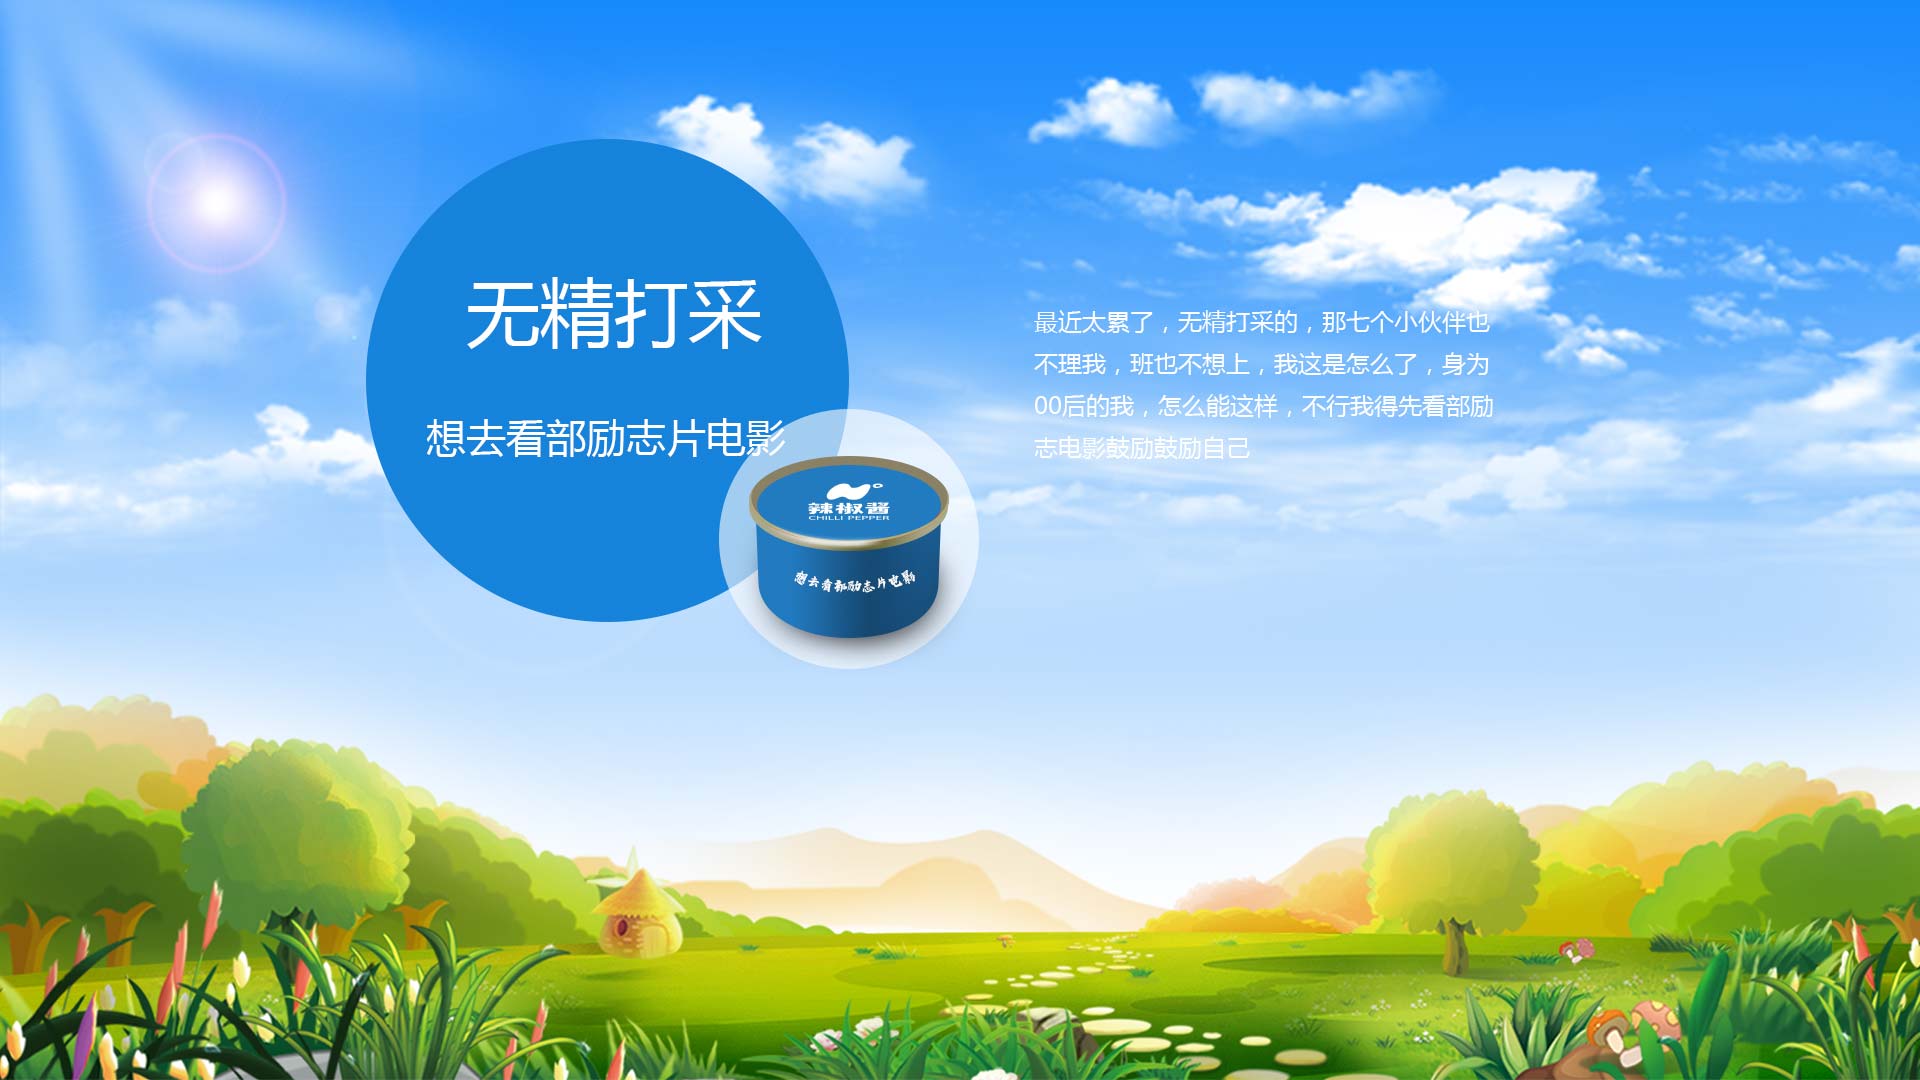 无精打采
想去看部励志片电影
最近太累了，无精打采的，那七个小伙伴也
不理我，班也不想上，我这是怎么了，身为
00后的我，怎么能这样，不行我得先看部励
志电影鼓励鼓励自己
辣椒酱
CHILLI PEPPER
想去看部励志片电影